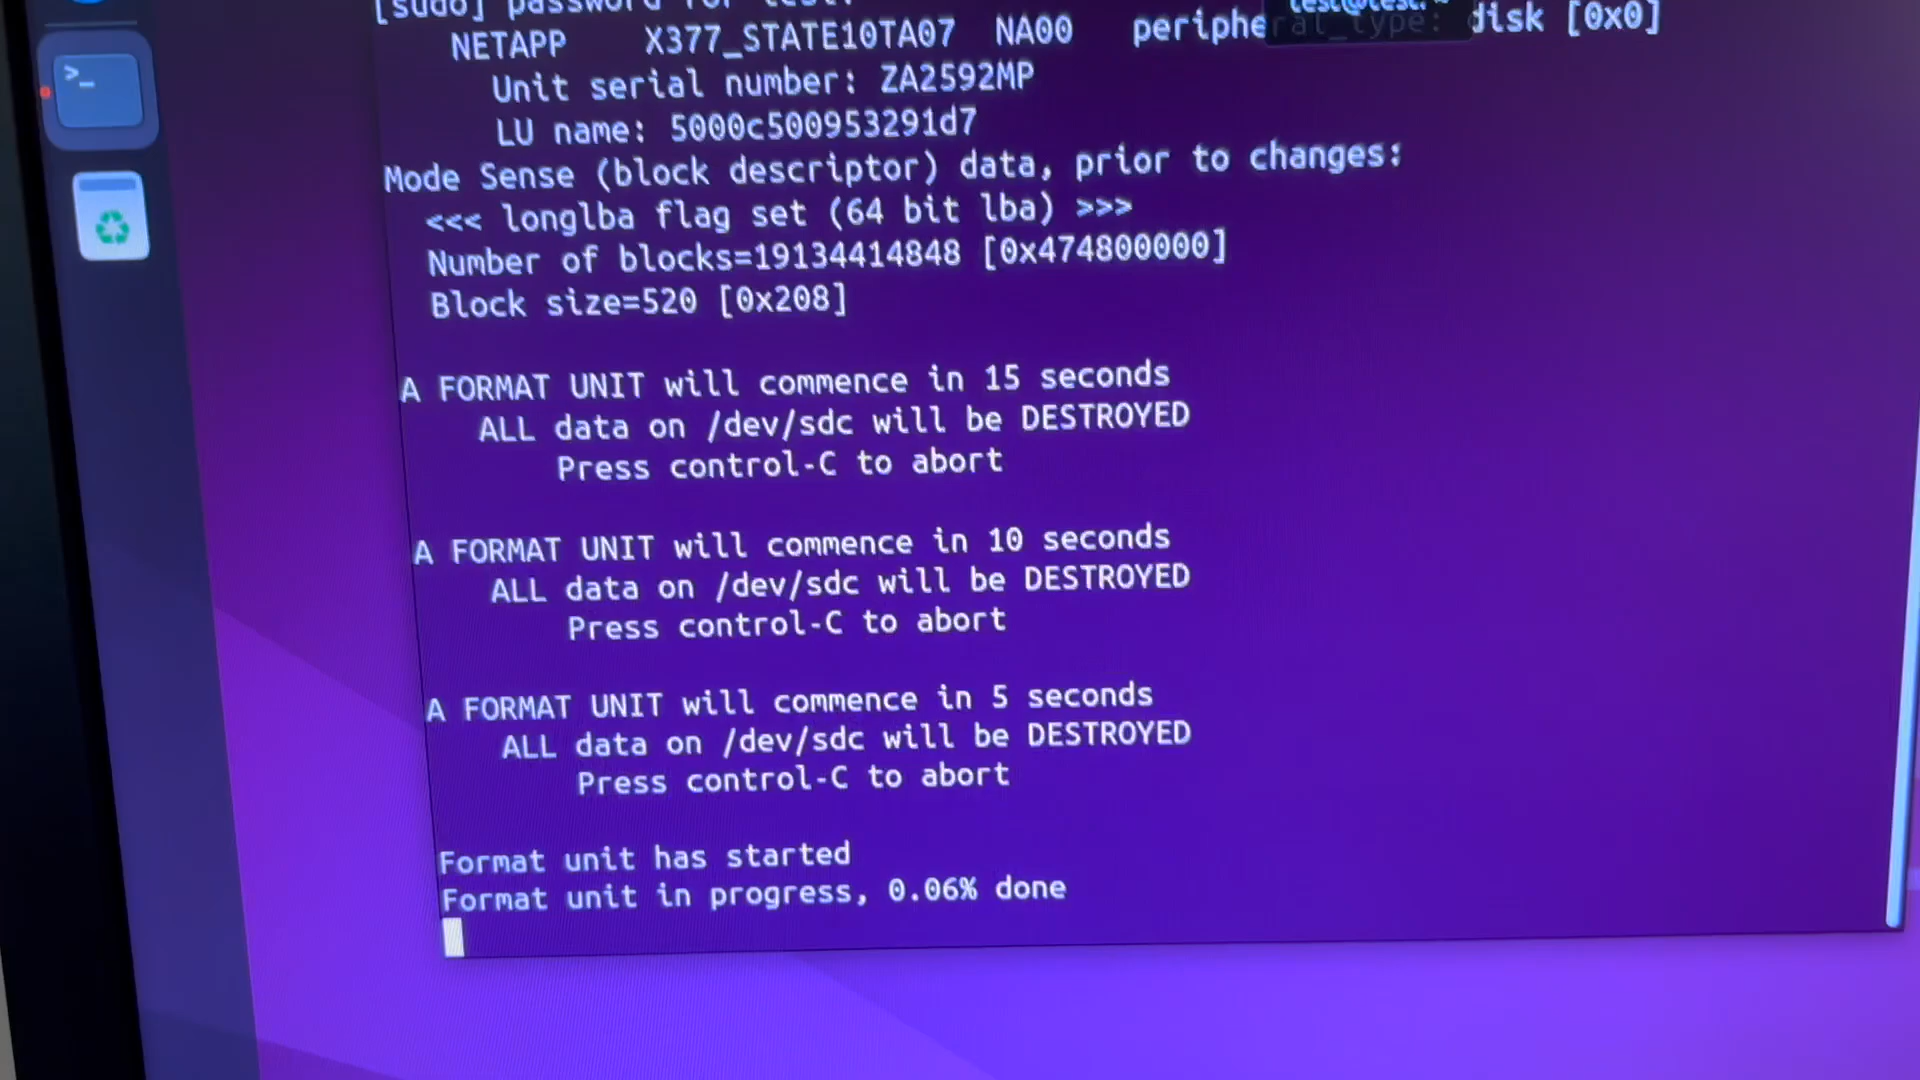 [sudo] password for test:
NETAPP X377_STATE10TA07 NA00 peripheral_type: disk [0x0]
test@test: ~
Unit serial number: ZA2592MP
LU name: 5000c500953291d7
Mode Sense (block descriptor) data, prior to changes:
<<< longlba flag set (64 bit lba) >>>
Number of blocks=19134414848 [0x474800000]
Block size=520 [0x208]
A FORMAT UNIT will commence in 15 seconds
ALL data on /dev/sdc will be DESTROYED
Press control-C to abort
A FORMAT UNIT will commence in 10 seconds
ALL data on /dev/sdc will be DESTROYED
Press control-C to abort
A FORMAT UNIT will commence in 5 seconds
ALL data on /dev/sdc will be DESTROYED
Press control-C to abort
Format unit has started
Format unit in progress, 0.06% done
>_